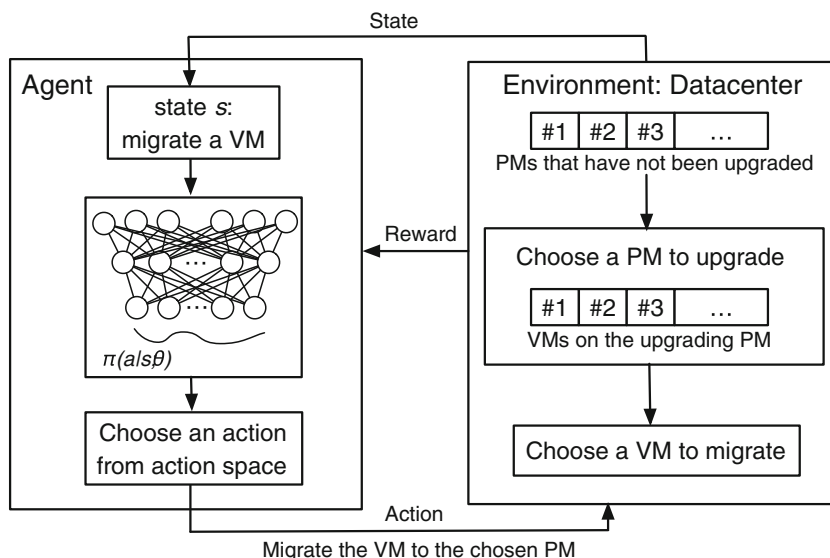 State
Agent
state s:
migrate a VM
...
π(a|s,θ)
...
Choose an action
from action space
Reward
Environment: Datacenter
#1 #2 #3 ...
PMs that have not been upgraded
Choose a PM to upgrade
#1 #2 #3 ...
VMs on the upgrading PM
Choose a VM to migrate
Action
Migrate the VM to the chosen PM